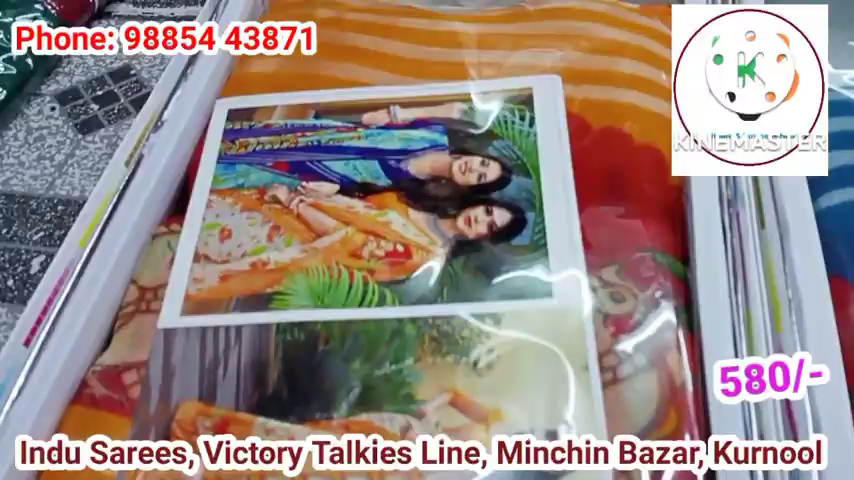 Phone: 98854 43871
K
KINEMASTER
580/-
Indu Sarees, Victory Talkies Line, Minchin Bazar, Kurnool